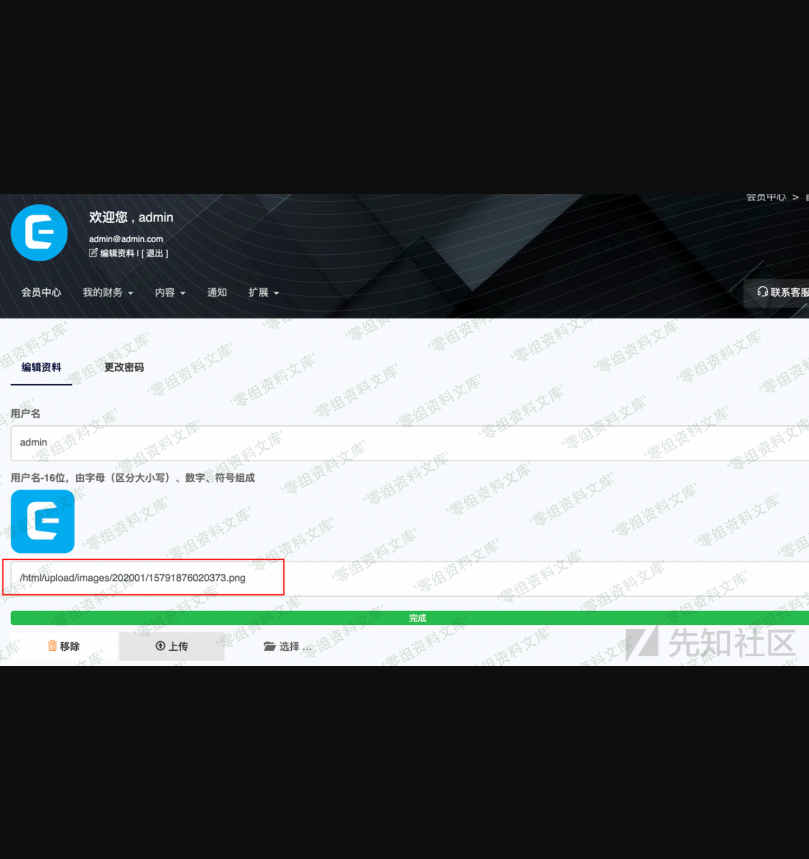 会员中心 >
欢迎您 , admin
admin@admin.com
编辑资料 I [ 退出 ]
会员中心 我的财务 内容 通知 扩展 联系客服
编辑资料 更改密码
用户名
admin
用户名-16位，由字母（区分大小写）、数字、符号组成
/html/upload/images/202001/15791876020373.png
完成
移除 上传 选择 ...
先知社区
零组资料文库